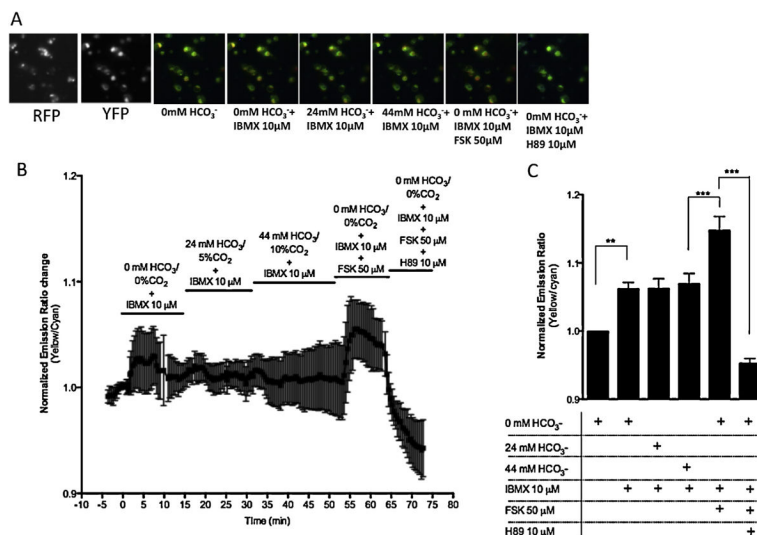 A
RFP
YFP
0mM HCO₃⁻
0mM HCO₃⁻+
IBMX 10μM
24mM HCO₃⁻+
IBMX 10μM
44mM HCO₃⁻+
IBMX 10μM
0 mM HCO₃⁻+
IBMX 10μM
FSK 50μM
0mM HCO₃⁻+
IBMX 10μM
H89 10μM
B
Normalized Emission Ratio change
(Yellow/Cyan)
1.2
1.1
1.0
0.9
0 mM HCO₃/
0%CO₂
+
IBMX 10 μM
24 mM HCO₃/
5%CO₂
+
IBMX 10 μM
44 mM HCO₃/
10%CO₂
+
IBMX 10 μM
0 mM HCO₃/
0%CO₂
+
IBMX 10 μM
+
FSK 50 μM
0 mM HCO₃/
0%CO₂
+
IBMX 10 μM
+
FSK 50 μM
+
H89 10 μM
-10 -5 0 5 10 15 20 25 30 35 40 45 50 55 60 65 70 75 80
Time (min)
C
Normalized Emission Ratio
(Yellow/Cyan)
1.2
1.1
1.0
0.9
**
***
***
0 mM HCO₃- + + + +
24 mM HCO₃- +
44 mM HCO₃- +
IBMX 10 μM + + + + +
FSK 50 μM + +
H89 10 μM +